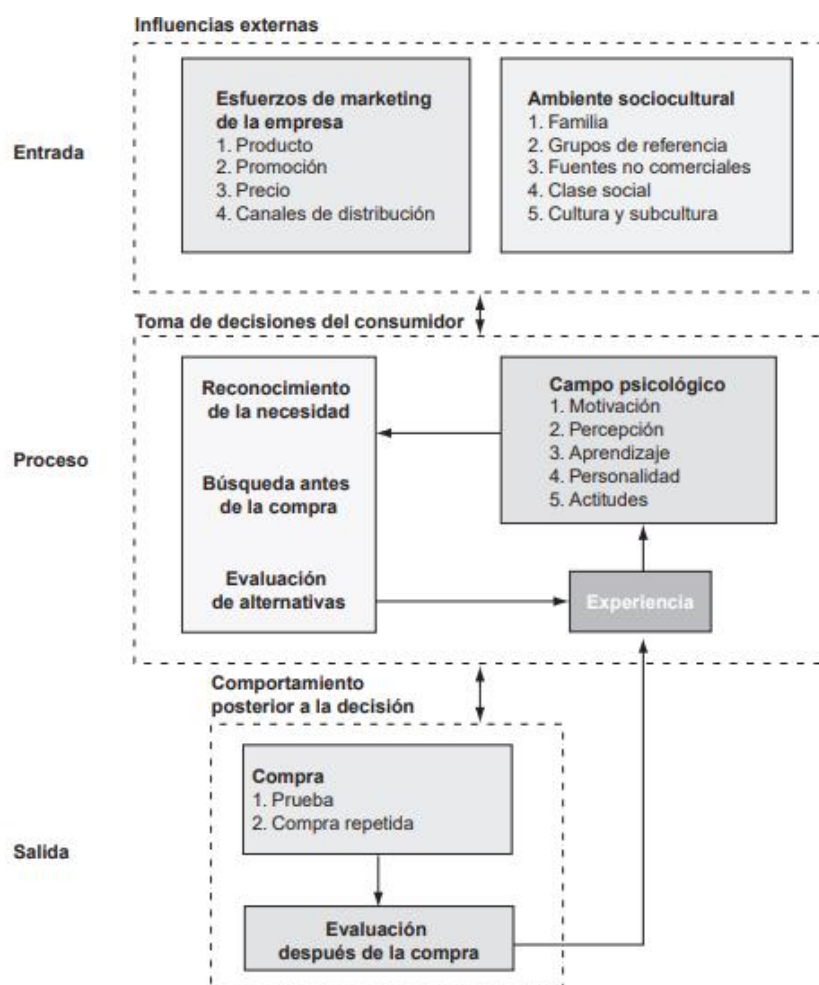 Influencias externas
Entrada
Esfuerzos de marketing
de la empresa
1. Producto
2. Promoción
3. Precio
4. Canales de distribución
Ambiente sociocultural
1. Familia
2. Grupos de referencia
3. Fuentes no comerciales
4. Clase social
5. Cultura y subcultura
Toma de decisiones del consumidor
Proceso
Reconocimiento
de la necesidad
Búsqueda antes
de la compra
Evaluación
de alternativas
Campo psicológico
1. Motivación
2. Percepción
3. Aprendizaje
4. Personalidad
5. Actitudes
Experiencia
Comportamiento
posterior a la decisión
Salida
Compra
1. Prueba
2. Compra repetida
Evaluación
después de la compra